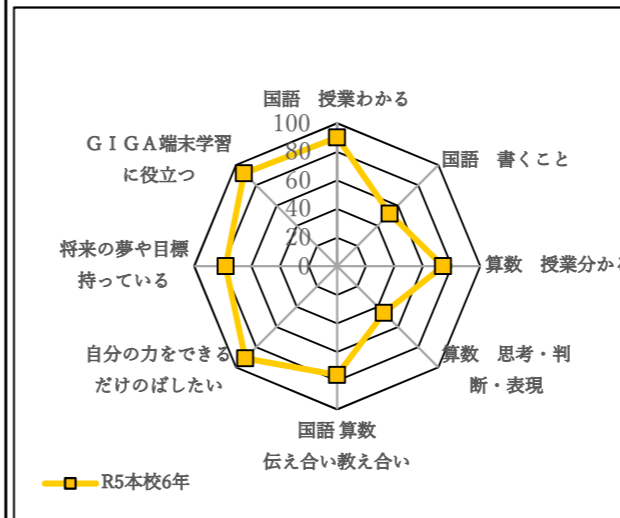 国語　授業わかる
100
ＧＩＧＡ端末学習
に役立つ
80
国語　書くこと
60
40
20
将来の夢や目標
持っている
0
算数　授業分かる
自分の力をできる
だけのばしたい
算数　思考・判
断・表現
国語 算数
伝え合い教え合い
R5本校6年